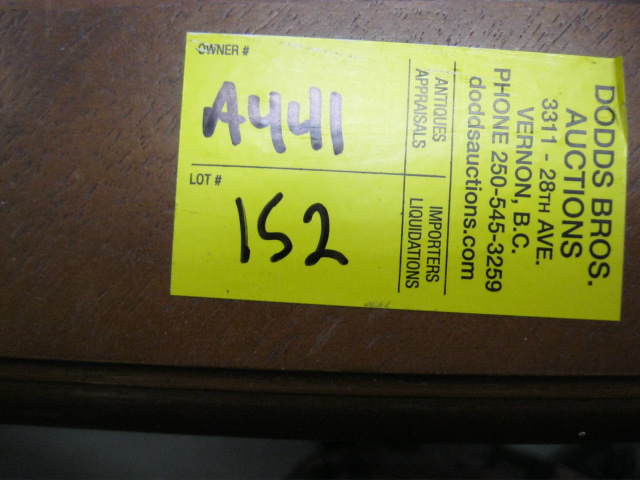 OWNER #
A441
LOT #
152
DODDS BROS.
AUCTIONS
3311 - 28TH AVE.
VERNON, B.C.
PHONE 250-545-3259
doddsauctions.com
ANTIQUES
APPRAISALS
IMPORTERS
LIQUIDATIONS